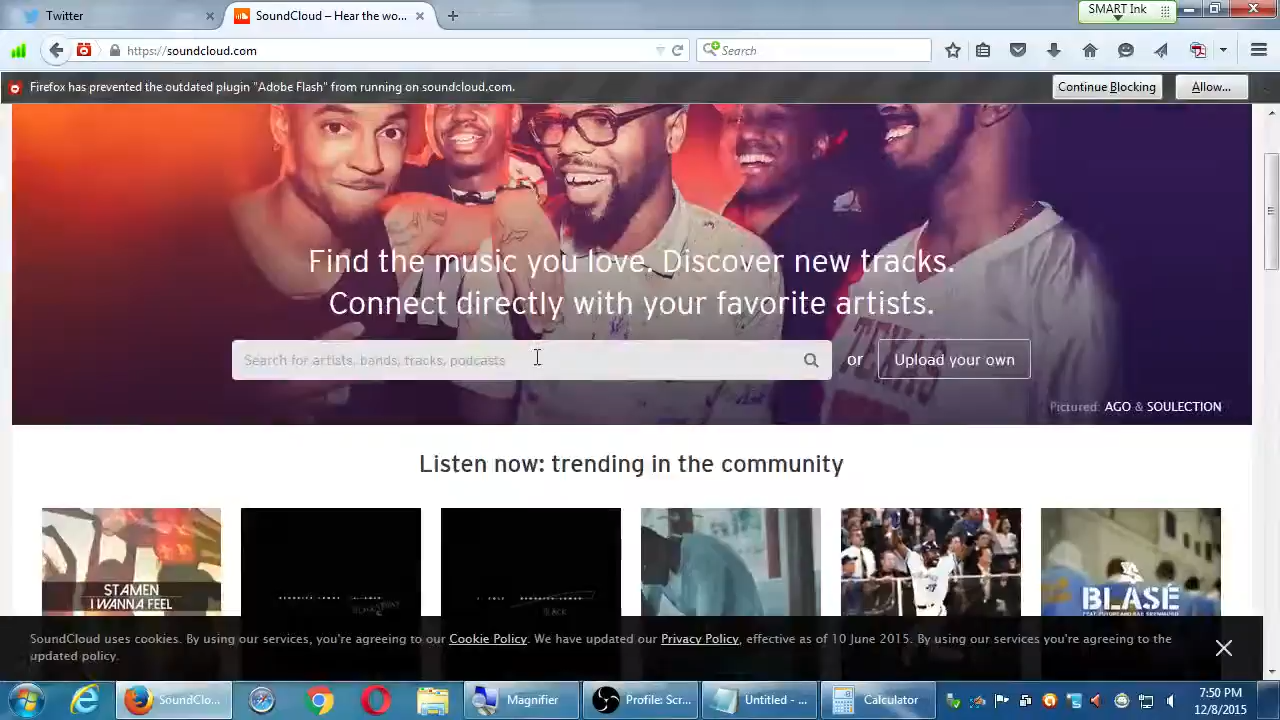 Twitter
SoundCloud – Hear the wo...
SMART Ink
https://soundcloud.com
Search
Firefox has prevented the outdated plugin "Adobe Flash" from running on soundcloud.com.
Continue Blocking
Allow...
Find the music you love. Discover new tracks.
Connect directly with your favorite artists.
Search for artists, bands, tracks, podcasts
or
Upload your own
Pictured: AGO & SOULECTION
Listen now: trending in the community
STAMEN
I WANNA FEEL
BLACK
BLASE
SoundCloud uses cookies. By using our services, you're agreeing to our Cookie Policy. We have updated our Privacy Policy, effective as of 10 June 2015. By using our services you're agreeing to the
updated policy.
SoundClo...
Magnifier
Profile: Scr...
Untitled - ...
Calculator
7:50 PM
12/8/2015